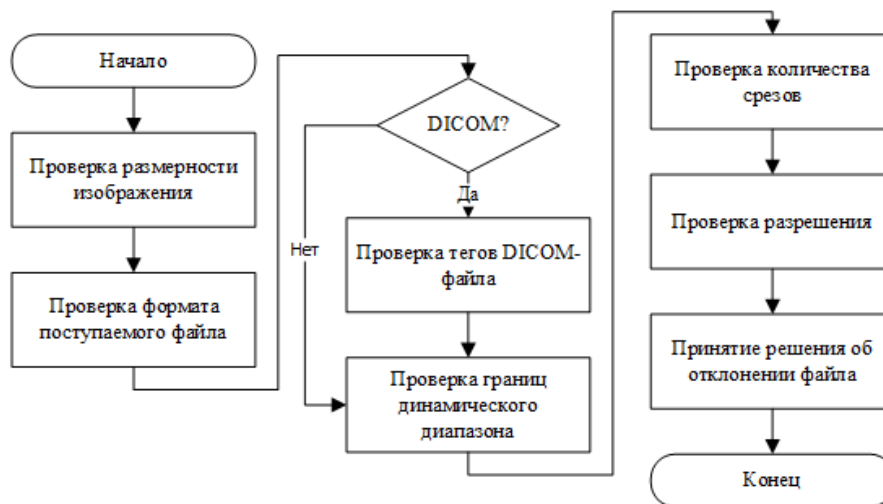 Начало
Проверка размерности
изображения
Проверка формата
поступаемого файла
DICOM?
Да
Нет
Проверка тегов DICOM-
файла
Проверка границ
динамического
диапазона
Проверка количества
срезов
Проверка разрешения
Принятие решения об
отклонении файла
Конец